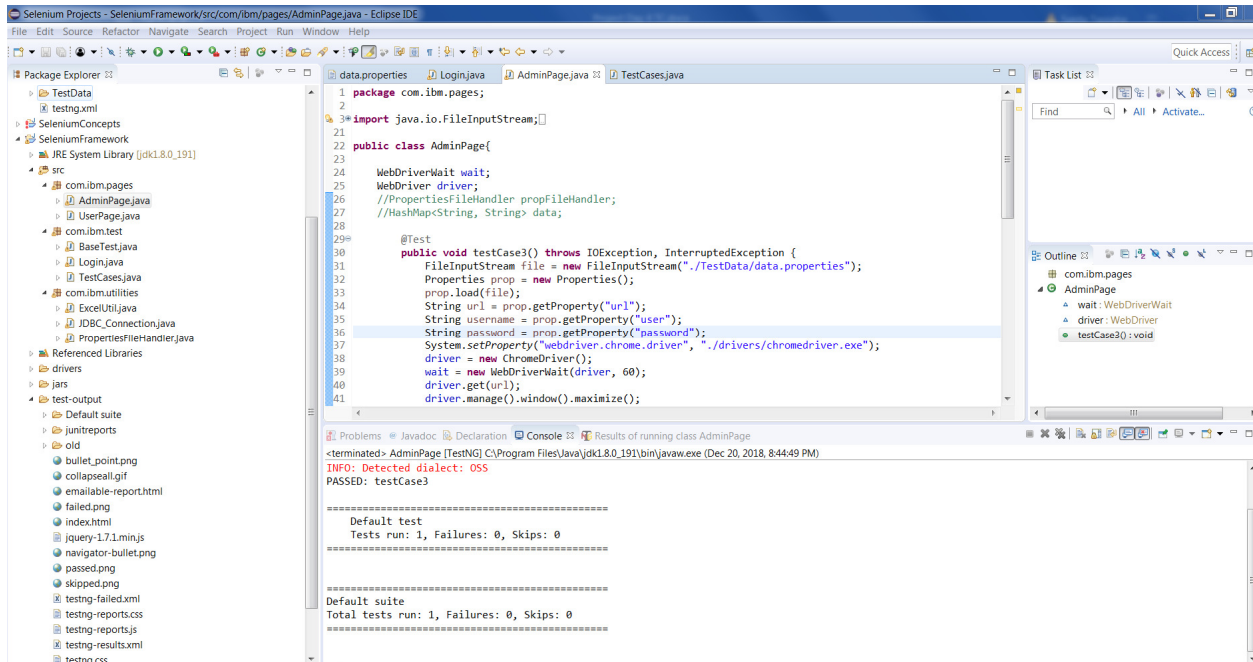 Selenium Projects - SeleniumFramework/src/com/ibm/pages/AdminPage.java - Eclipse IDE
File Edit Source Refactor Navigate Search Project Run Window Help
Quick Access
Package Explorer
TestData
testng.xml
SeleniumConcepts
SeleniumFramework
JRE System Library [jdk1.8.0_191]
src
com.ibm.pages
AdminPage.java
UserPage.java
com.ibm.test
BaseTest.java
Login.java
TestCases.java
com.ibm.utilities
ExcelUtil.java
JDBC_Connection.java
PropertiesFileHandler.java
Referenced Libraries
drivers
jars
test-output
Default suite
junitreports
old
bullet_point.png
collapseall.gif
emailable-report.html
failed.png
index.html
jquery-1.7.1.min.js
navigator-bullet.png
passed.png
skipped.png
testng-failed.xml
testng-reports.css
testng-reports.js
testng-results.xml
testng.css
data.properties Login.java AdminPage.java TestCases.java
1 package com.ibm.pages;
2
3 import java.io.FileInputStream;
21
22 public class AdminPage{
23
24 WebDriverWait wait;
25 WebDriver driver;
26 //PropertiesFileHandler propFileHandler;
27 //HashMap<String, String> data;
28
29 @Test
30 public void testCase3() throws IOException, InterruptedException {
31 FileInputStream file = new FileInputStream("./TestData/data.properties");
32 Properties prop = new Properties();
33 prop.load(file);
34 String url = prop.getProperty("url");
35 String username = prop.getProperty("user");
36 String password = prop.getProperty("password");
37 System.setProperty("webdriver.chrome.driver", "./drivers/chromedriver.exe");
38 driver = new ChromeDriver();
39 wait = new WebDriverWait(driver, 60);
40 driver.get(url);
41 driver.manage().window().maximize();
Task List
Find All Activate...
Outline
com.ibm.pages
AdminPage
wait : WebDriverWait
driver : WebDriver
testCase3() : void
Problems Javadoc Declaration Console Results of running class AdminPage
<terminated> AdminPage [TestNG] C:\Program Files\Java\jdk1.8.0_191\bin\javaw.exe (Dec 20, 2018, 8:44:49 PM)
INFO: Detected dialect: OSS
PASSED: testCase3
===============================================
Default test
Tests run: 1, Failures: 0, Skips: 0
===============================================
===============================================
Default suite
Total tests run: 1, Failures: 0, Skips: 0
===============================================